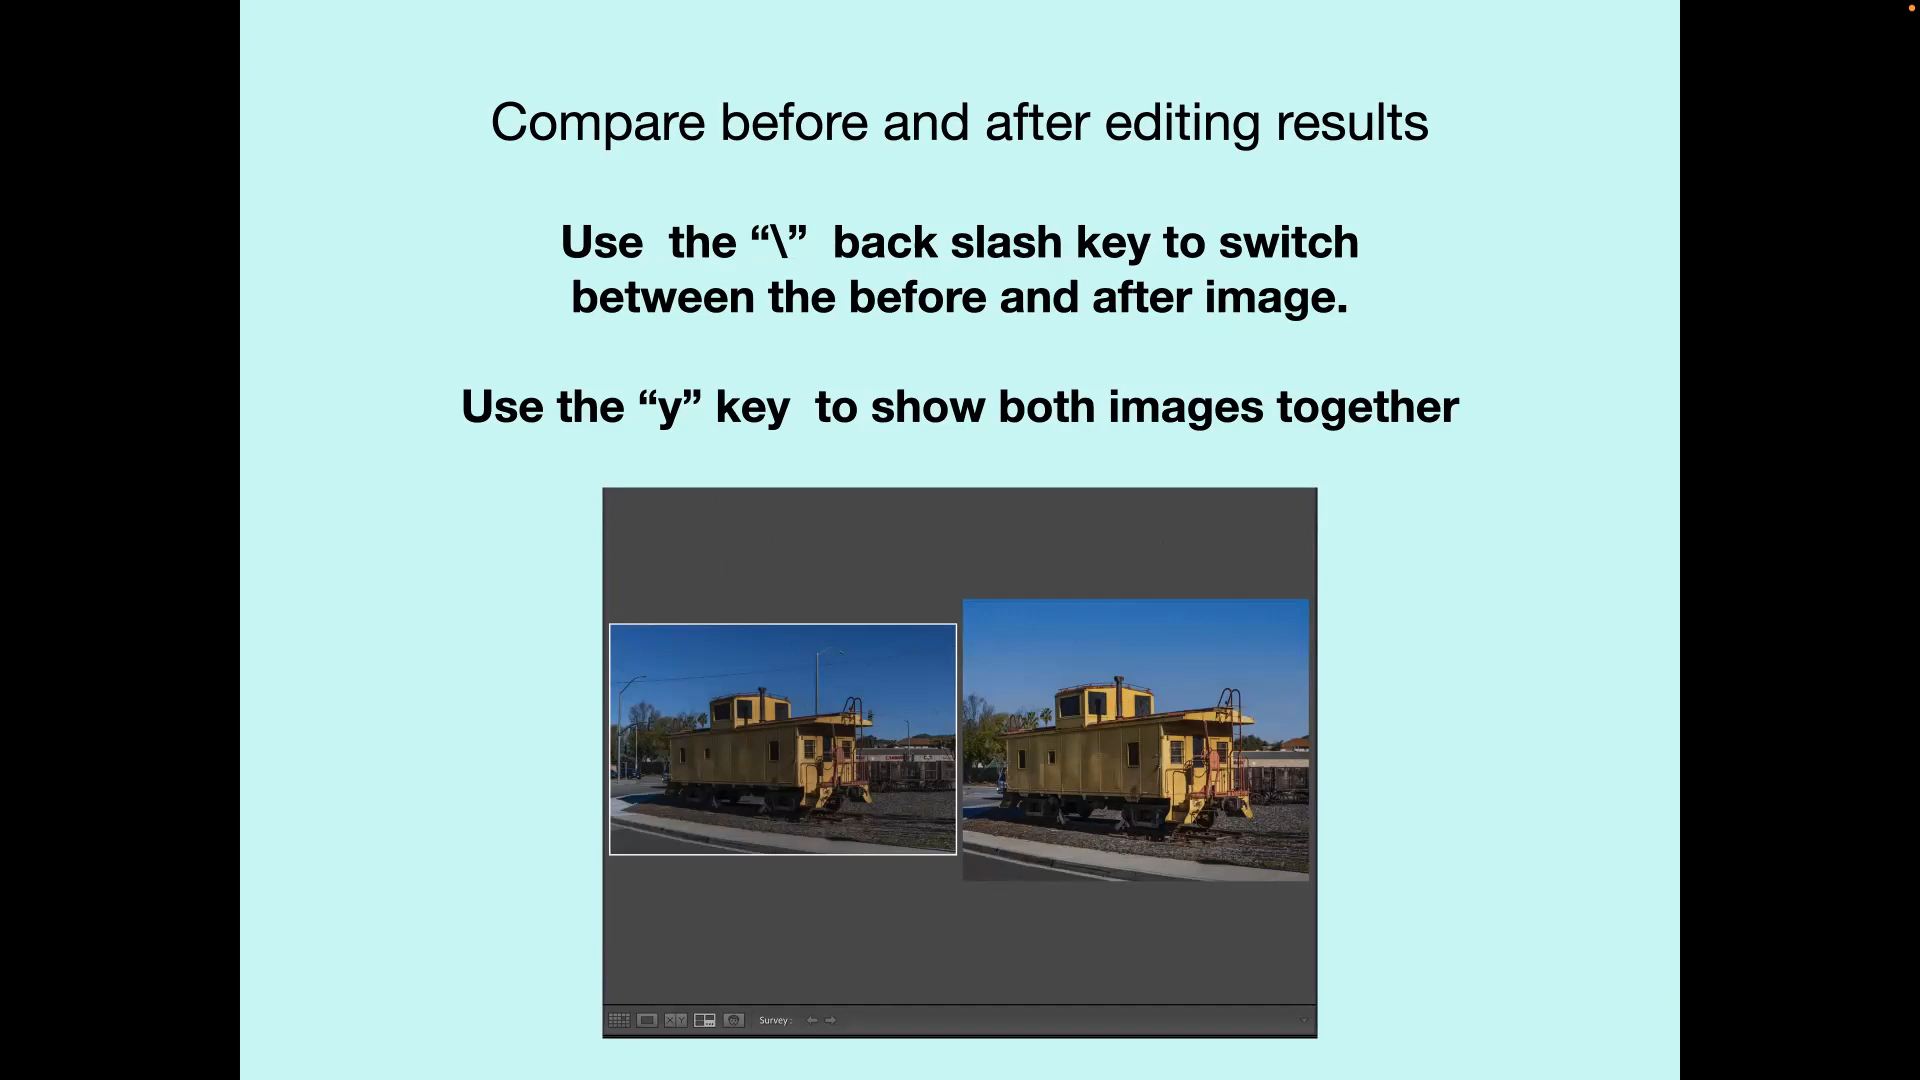 Compare before and after editing results
Use the “\” back slash key to switch
between the before and after image.
Use the “y” key to show both images together
Survey :